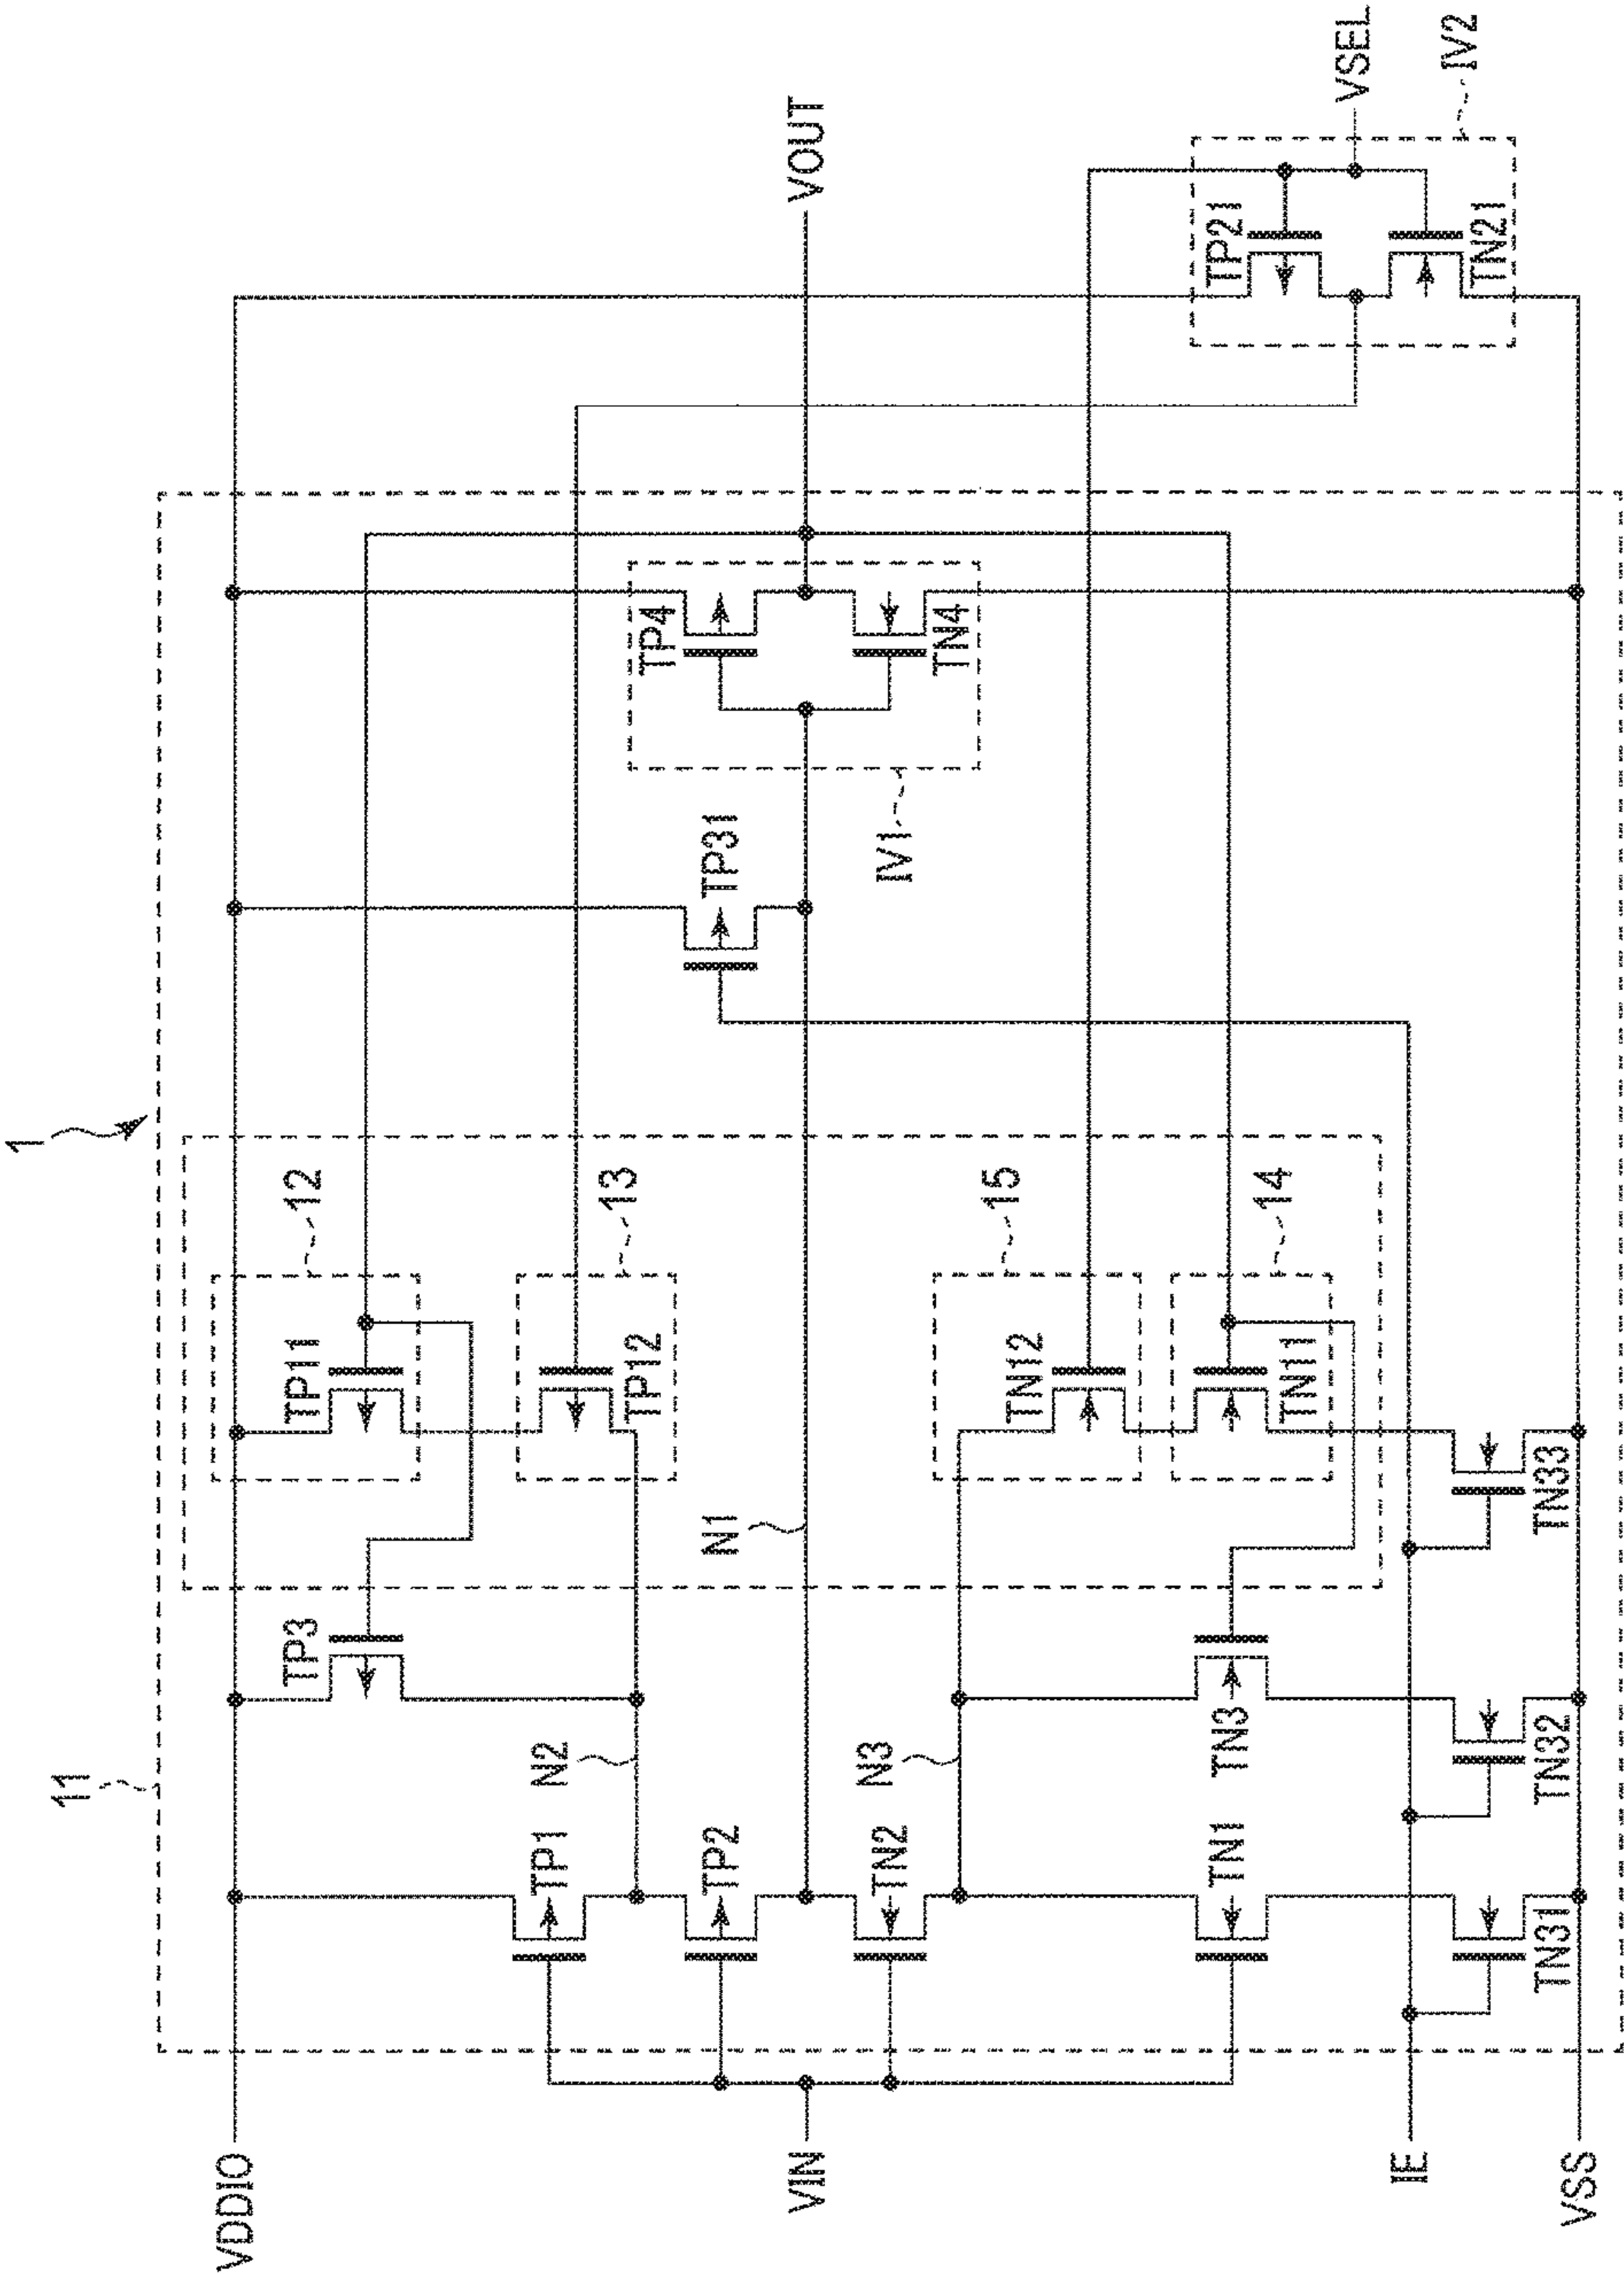 1
11
VDDIO
TP3
TP11
12
TP1
N2
TP12
13
TP2
N1
TP31
TP4
VOUT
VIN
TN2
IV1
N3
TN12
15
TN4
TN1
TN3
TN11
14
TP21
VSEL
IE
TN31
TN32
TN33
TN21
IV2
VSS